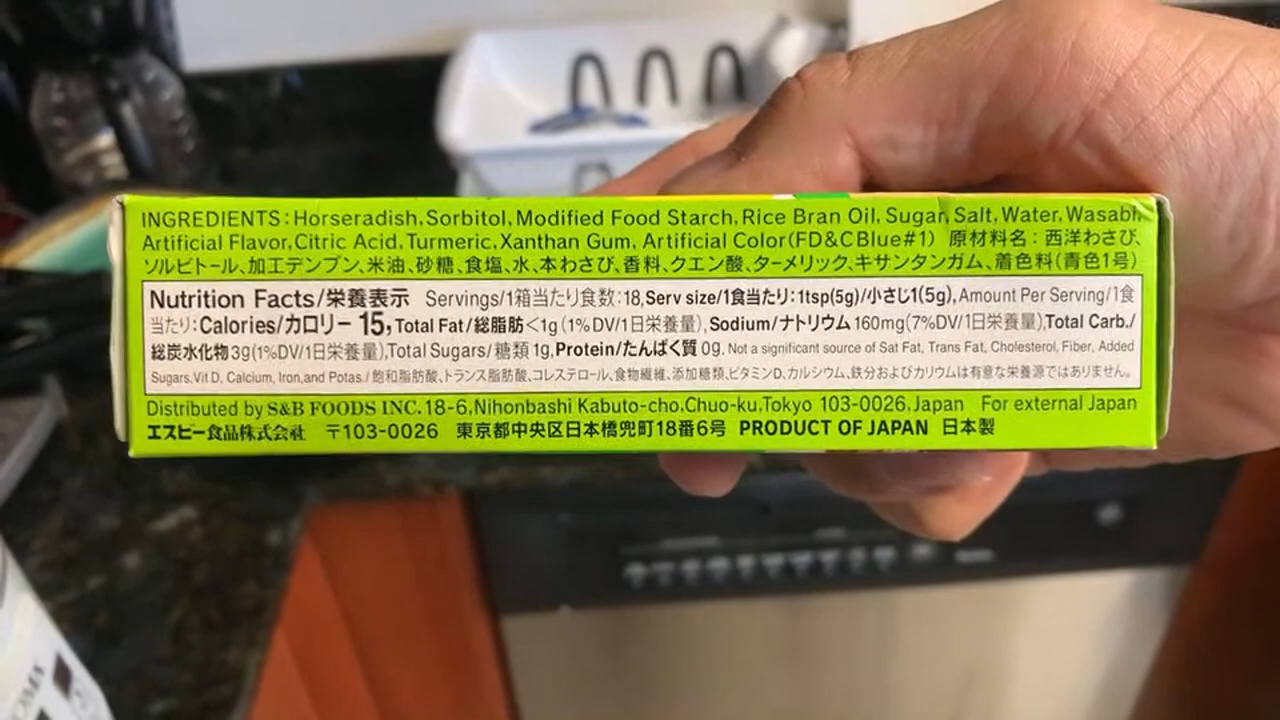 INGREDIENTS:Horseradish,Sorbitol,Modified Food Starch,Rice Bran Oil,Sugar,Salt,Water,Wasabi,
Artificial Flavor,Citric Acid,Turmeric,Xanthan Gum, Artificial Color(FD&CBlue#1) 原材料名：西洋わさび、
ソルビトール、加工デンプン、米油、砂糖、食塩、水、本わさび、香料、クエン酸、ターメリック、キサンタンガム、着色料(青色1号)
Nutrition Facts/栄養表示 Servings/1箱当たり食数:18,Serv size/1食当たり:1tsp(5g)/小さじ1(5g),Amount Per Serving/1食
当たり:Calories/カロリー 15,Total Fat/総脂肪<1g(1%DV/1日栄養量),Sodium/ナトリウム160mg(7%DV/1日栄養量),Total Carb./
総炭水化物3g(1%DV/1日栄養量),Total Sugars/糖類1g,Protein/たんぱく質0g. Not a significant source of Sat Fat, Trans Fat, Cholesterol, Fiber, Added
Sugars,Vit D, Calcium, Iron,and Potas./飽和脂肪酸、トランス脂肪酸、コレステロール、食物繊維、添加糖類、ビタミンD、カルシウム、鉄分およびカリウムは有意な栄養源ではありません。
Distributed by S&B FOODS INC. 18-6,Nihonbashi Kabuto-cho,Chuo-ku,Tokyo 103-0026,Japan For external Japan
エスビー食品株式会社 〒103-0026 東京都中央区日本橋兜町18番6号 PRODUCT OF JAPAN 日本製